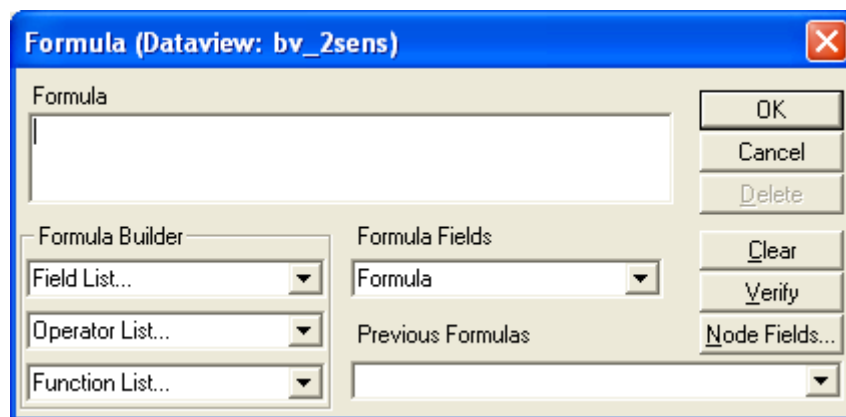 Formula (Dataview: bv_2sens)
Formula
OK
Cancel
Delete
Formula Builder
Field List...
Operator List...
Function List...
Formula Fields
Formula
Previous Formulas
Clear
Verify
Node Fields...